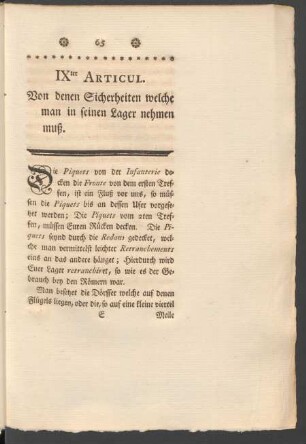 65
IXter ARTICUL.
Von denen Sicherheiten welche
man in seinen Lager nehmen
muß.
Die Piquets von der Infanterie de-
cken die Fronte von dem ersten Tref-
fen, ist ein Fluß vor uns, so müs-
sen die Piquets bis an dessen Ufer vorgese-
tzet werden; Die Piquets vom 2ten Tref-
fen, müssen Euren Rücken decken. Die Pi-
quets seynd durch die Redans gedecket, wel-
che man vermittelst leichter Retranchements
eins an das andere hänget; Hierdurch wird
Euer Lager retranchiret, so wie es der Ge-
brauch bey den Römern war.
Man besetzet die Dörffer welche auf denen
Flügels liegen, oder die, so auf eine kleine viertel
E Meile